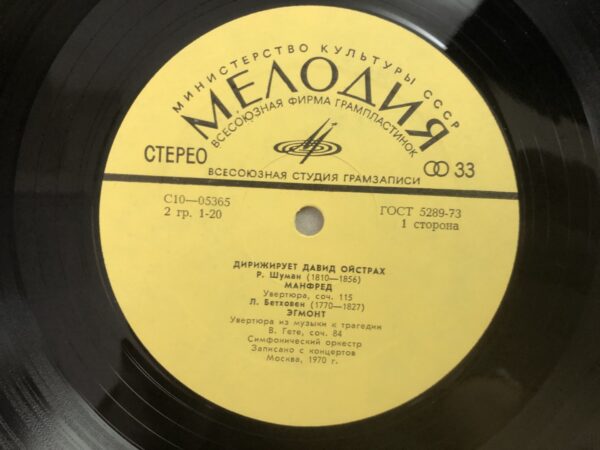 МИНИСТЕРСТВО КУЛЬТУРЫ СССР
МЕЛОДИЯ
ВСЕСОЮЗНАЯ ФИРМА ГРАМПЛАСТИНОК
СТЕРЕО 33
ВСЕСОЮЗНАЯ СТУДИЯ ГРАМЗАПИСИ
С10—05365 ГОСТ 5289-73
2 гр. 1-20 1 сторона
ДИРИЖИРУЕТ ДАВИД ОЙСТРАХ
Р. Шуман (1810—1856)
МАНФРЕД
Увертюра, соч. 115
Л. Бетховен (1770—1827)
ЭГМОНТ
Увертюра из музыки к трагедии
В. Гете, соч. 84
Симфонический оркестр
Записано с концертов
Москва, 1970 г.